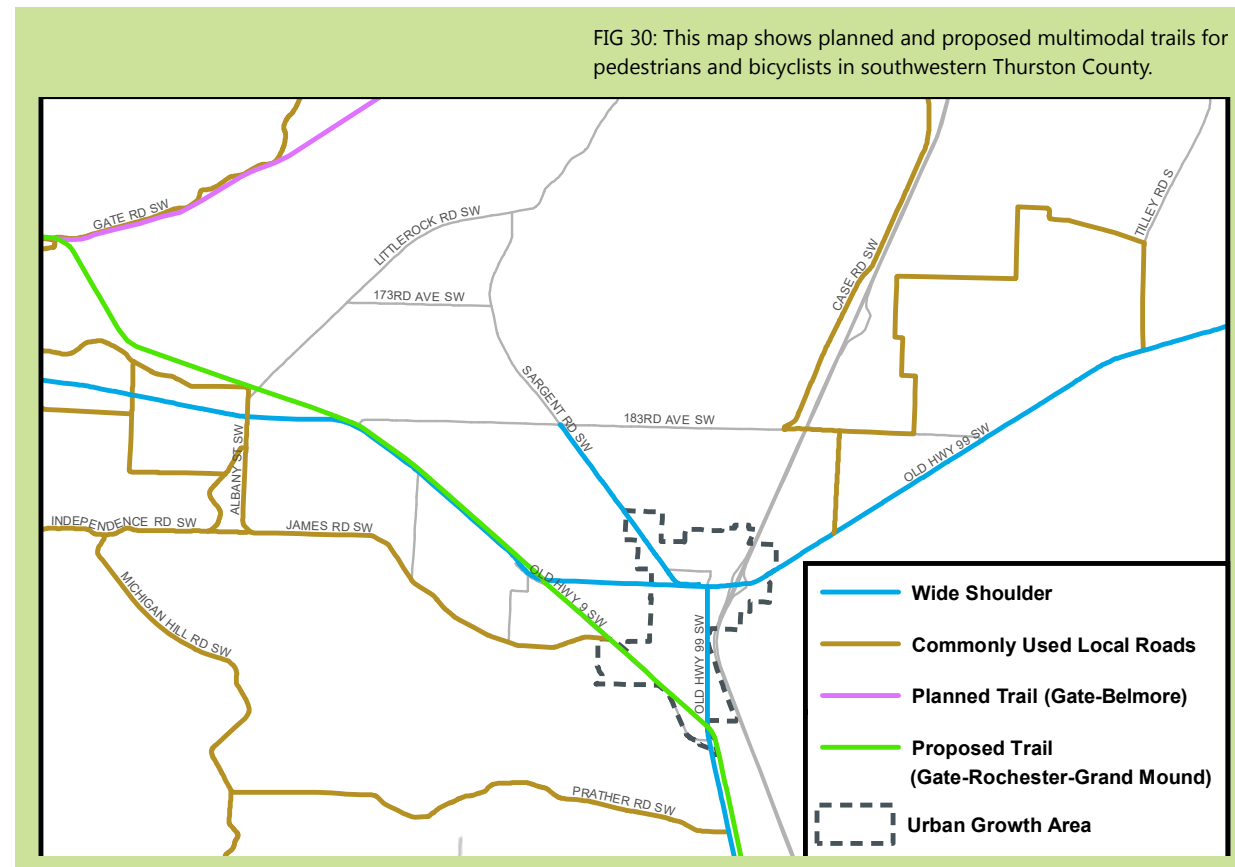 FIG 30: This map shows planned and proposed multimodal trails for
pedestrians and bicyclists in southwestern Thurston County.
GATE RD SW
LITTLEROCK RD SW
173RD AVE SW
CASE RD SW
TILLEY RD S
SARGENT RD SW
183RD AVE SW
OLD HWY 99 SW
ALBANY ST SW
INDEPENDENCE RD SW
JAMES RD SW
MICHIGAN HILL RD SW
OLD HWY 9 SW
OLD HWY 99 SW
PRATHER RD SW
Wide Shoulder
Commonly Used Local Roads
Planned Trail (Gate-Belmore)
Proposed Trail
(Gate-Rochester-Grand Mound)
Urban Growth Area